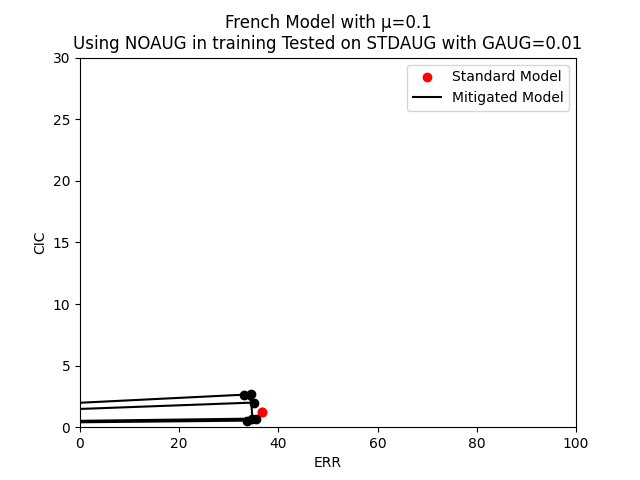 French Model with μ=0.1
Using NOAUG in training Tested on STDAUG with GAUG=0.01
Standard Model
Mitigated Model
30
25
20
15
10
5
0
CIC
0 20 40 60 80 100
ERR